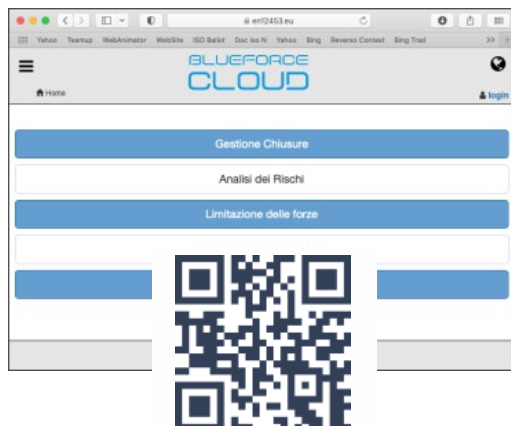 en12453.eu
Yahoo Teamup WebAnimator WebSite ISO Ballot Doc Iso N Yahoo Bing Reverso Context Bing Trad
BLUEFORCE
CLOUD
Home
login
Gestione Chiusure
Analisi dei Rischi
Limitazione delle forze